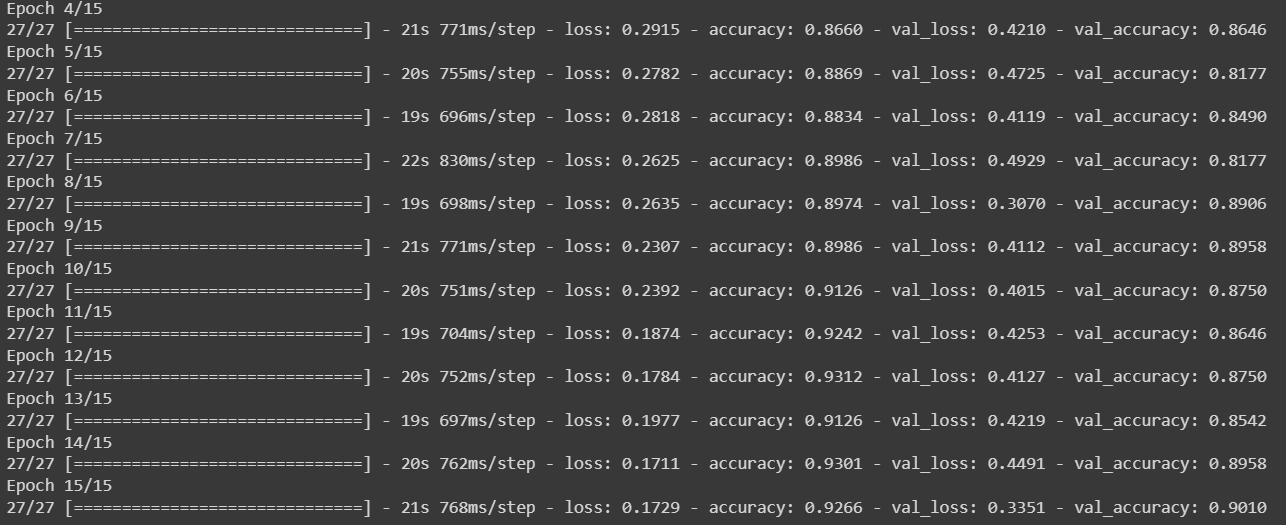 Epoch 4/15
27/27 [==============================] - 21s 771ms/step - loss: 0.2915 - accuracy: 0.8660 - val_loss: 0.4210 - val_accuracy: 0.8646
Epoch 5/15
27/27 [==============================] - 20s 755ms/step - loss: 0.2782 - accuracy: 0.8869 - val_loss: 0.4725 - val_accuracy: 0.8177
Epoch 6/15
27/27 [==============================] - 19s 696ms/step - loss: 0.2818 - accuracy: 0.8834 - val_loss: 0.4119 - val_accuracy: 0.8490
Epoch 7/15
27/27 [==============================] - 22s 830ms/step - loss: 0.2625 - accuracy: 0.8986 - val_loss: 0.4929 - val_accuracy: 0.8177
Epoch 8/15
27/27 [==============================] - 19s 698ms/step - loss: 0.2635 - accuracy: 0.8974 - val_loss: 0.3070 - val_accuracy: 0.8906
Epoch 9/15
27/27 [==============================] - 21s 771ms/step - loss: 0.2307 - accuracy: 0.8986 - val_loss: 0.4112 - val_accuracy: 0.8958
Epoch 10/15
27/27 [==============================] - 20s 751ms/step - loss: 0.2392 - accuracy: 0.9126 - val_loss: 0.4015 - val_accuracy: 0.8750
Epoch 11/15
27/27 [==============================] - 19s 704ms/step - loss: 0.1874 - accuracy: 0.9242 - val_loss: 0.4253 - val_accuracy: 0.8646
Epoch 12/15
27/27 [==============================] - 20s 752ms/step - loss: 0.1784 - accuracy: 0.9312 - val_loss: 0.4127 - val_accuracy: 0.8750
Epoch 13/15
27/27 [==============================] - 19s 697ms/step - loss: 0.1977 - accuracy: 0.9126 - val_loss: 0.4219 - val_accuracy: 0.8542
Epoch 14/15
27/27 [==============================] - 20s 762ms/step - loss: 0.1711 - accuracy: 0.9301 - val_loss: 0.4491 - val_accuracy: 0.8958
Epoch 15/15
27/27 [==============================] - 21s 768ms/step - loss: 0.1729 - accuracy: 0.9266 - val_loss: 0.3351 - val_accuracy: 0.9010